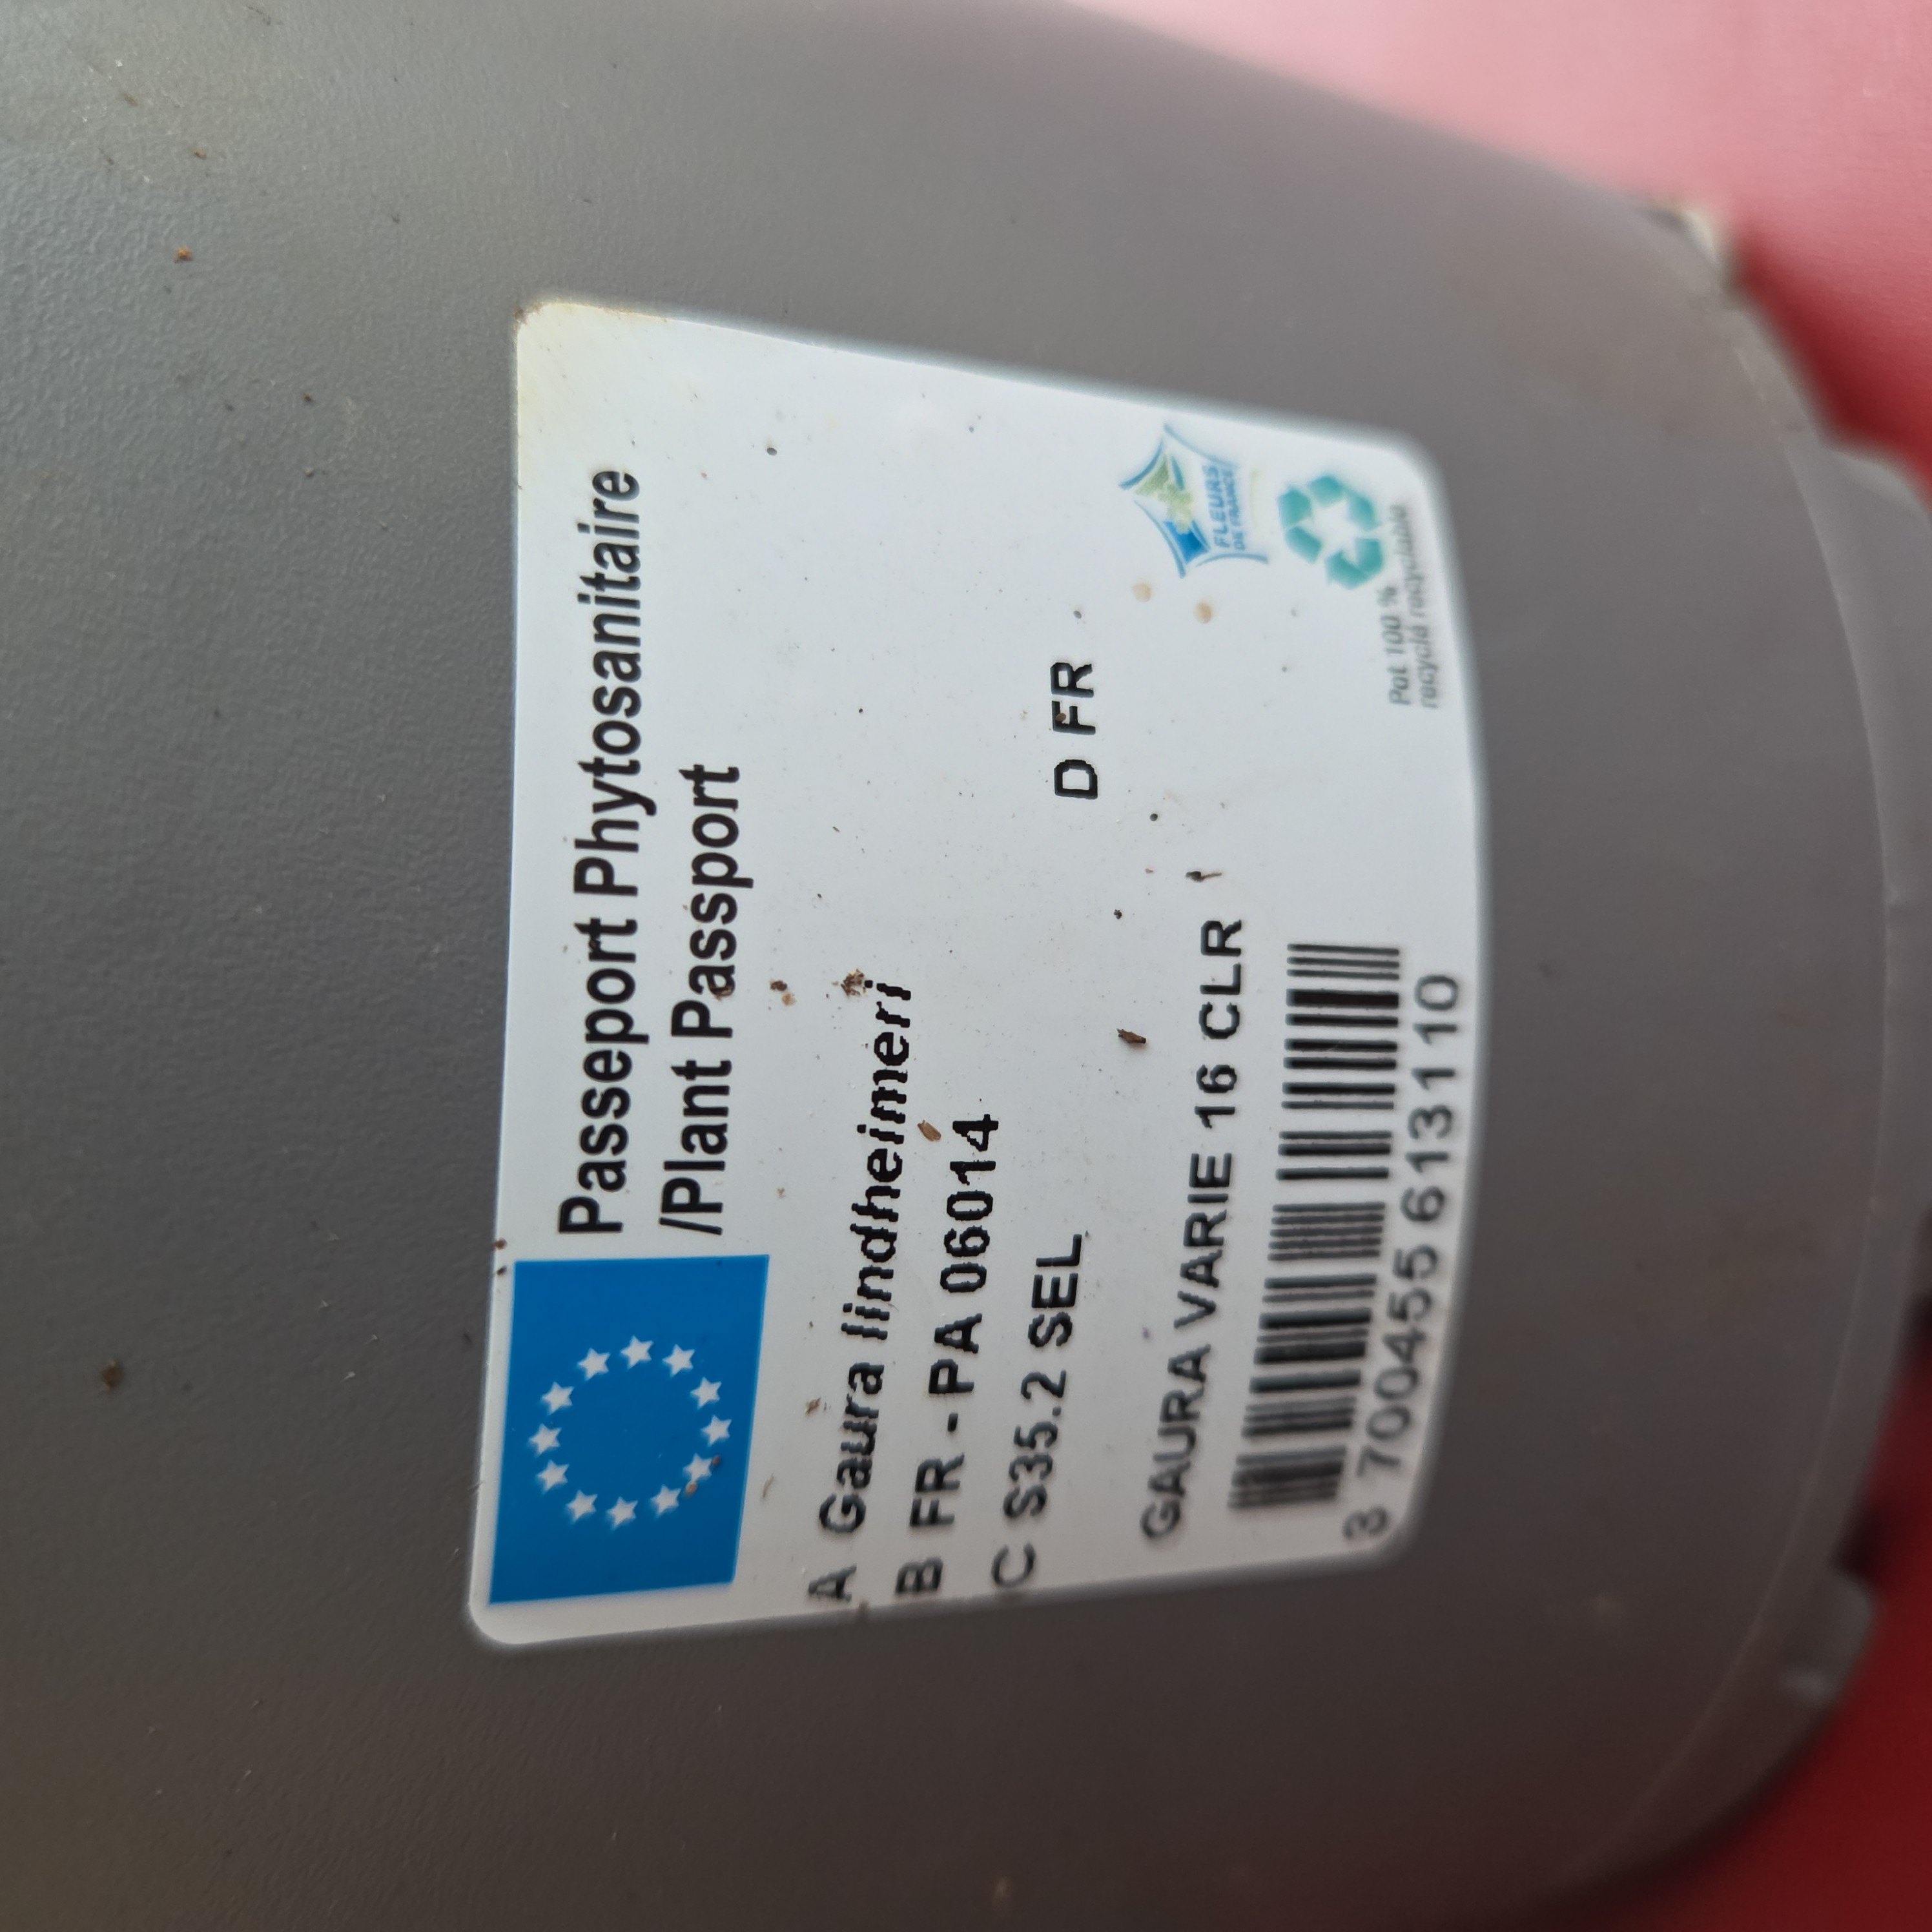 Passeport Phytosanitaire
/Plant Passport
A Gaura lindheimeri
B FR - PA 06014
C S35.2 SEL
D FR
GAURA VARIE 16 CLR
3 700455 613110
FLEURS
DE FRANCE
Pot 100 %
recyclé recyclable